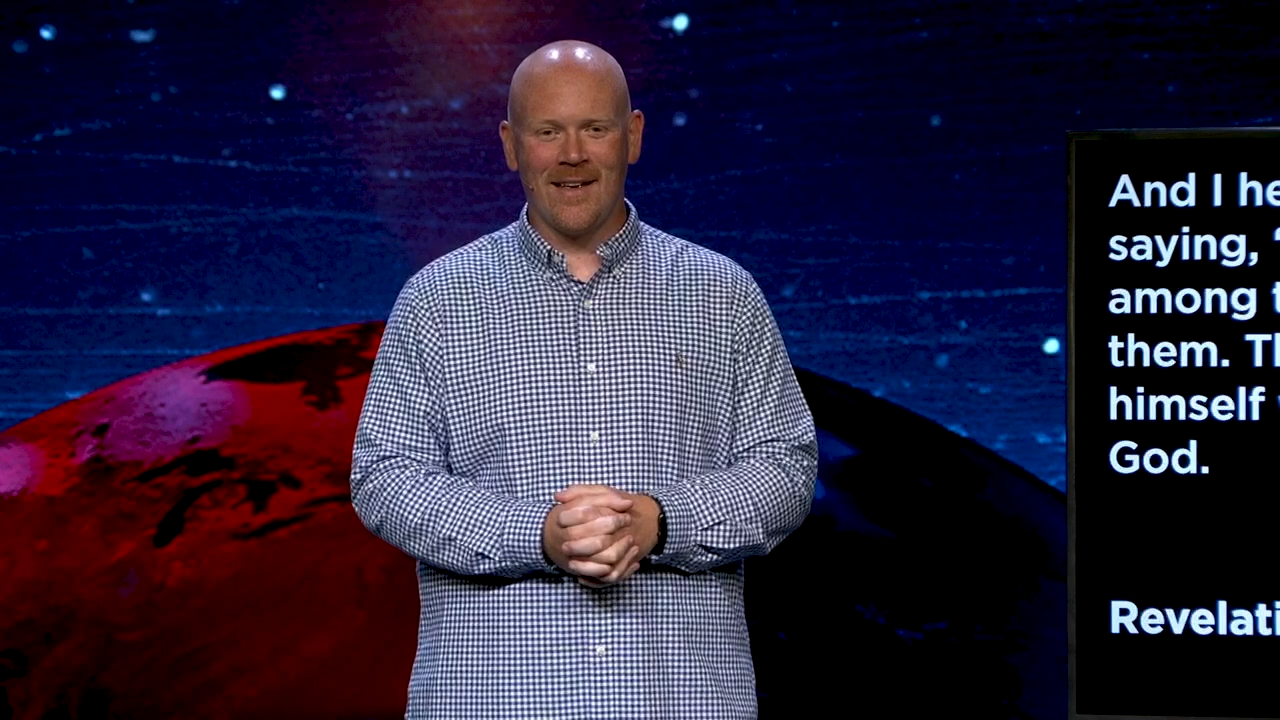 And I he
saying, "
among t
them. Th
himself
God.
Revelati